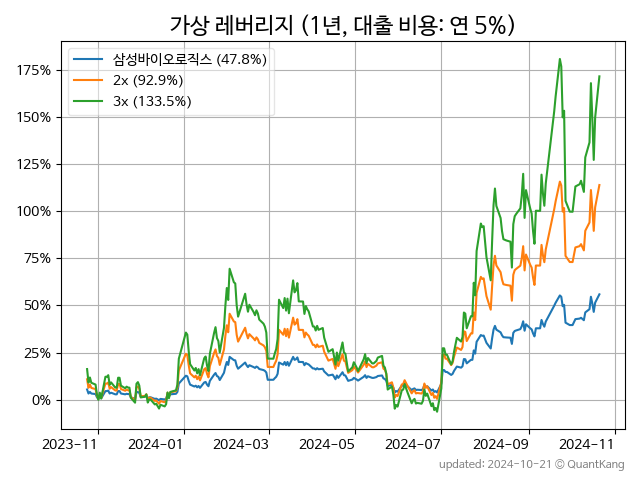 가상 레버리지 (1년, 대출 비용: 연 5%)
삼성바이오로직스 (47.8%)
2x (92.9%)
3x (133.5%)
175%
150%
125%
100%
75%
50%
25%
0%
2023-11 2024-01 2024-03 2024-05 2024-07 2024-09 2024-11
updated: 2024-10-21 © QuantKang